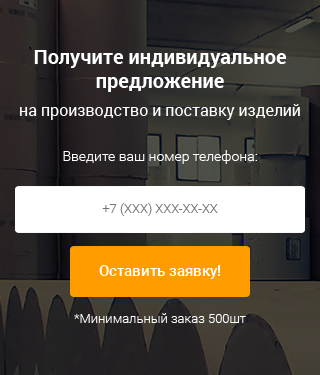 Получите индивидуальное
предложение
на производство и поставку изделий
Введите ваш номер телефона:
+7 (XXX) XXX-XX-XX
Оставить заявку!
*Минимальный заказ 500шт